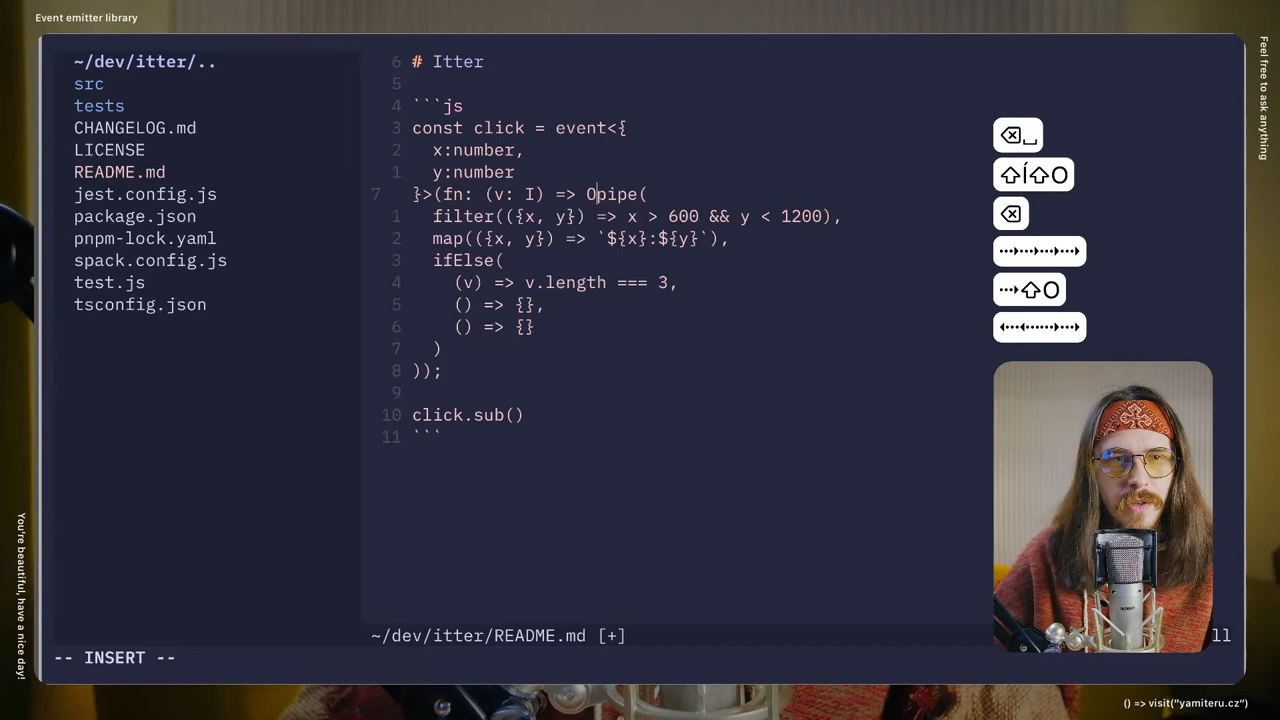 Event emitter library
Feel free to ask anything
You're beautiful, have a nice day!
~/dev/itter/..
src
tests
CHANGELOG.md
LICENSE
README.md
jest.config.js
package.json
pnpm-lock.yaml
spack.config.js
test.js
tsconfig.json
6 # Itter
5
4 ```js
3 const click = event<{
2 x:number,
1 y:number
7 }>(fn: (v: I) => Opipe(
1 filter(({x, y}) => x > 600 && y < 1200),
2 map(({x, y}) => `${x}:${y}`),
3 ifElse(
4 (v) => v.length === 3,
5 () => {},
6 () => {}
7 )
8 ));
9
10 click.sub()
11 ```
⌫␣
⇧Í⇧O
⌫
⇢⇢⇢⇢
⇢⇧O
⇠⇠⇢⇢
~/dev/itter/README.md [+]
ll
-- INSERT --
() => visit("yamiteru.cz")